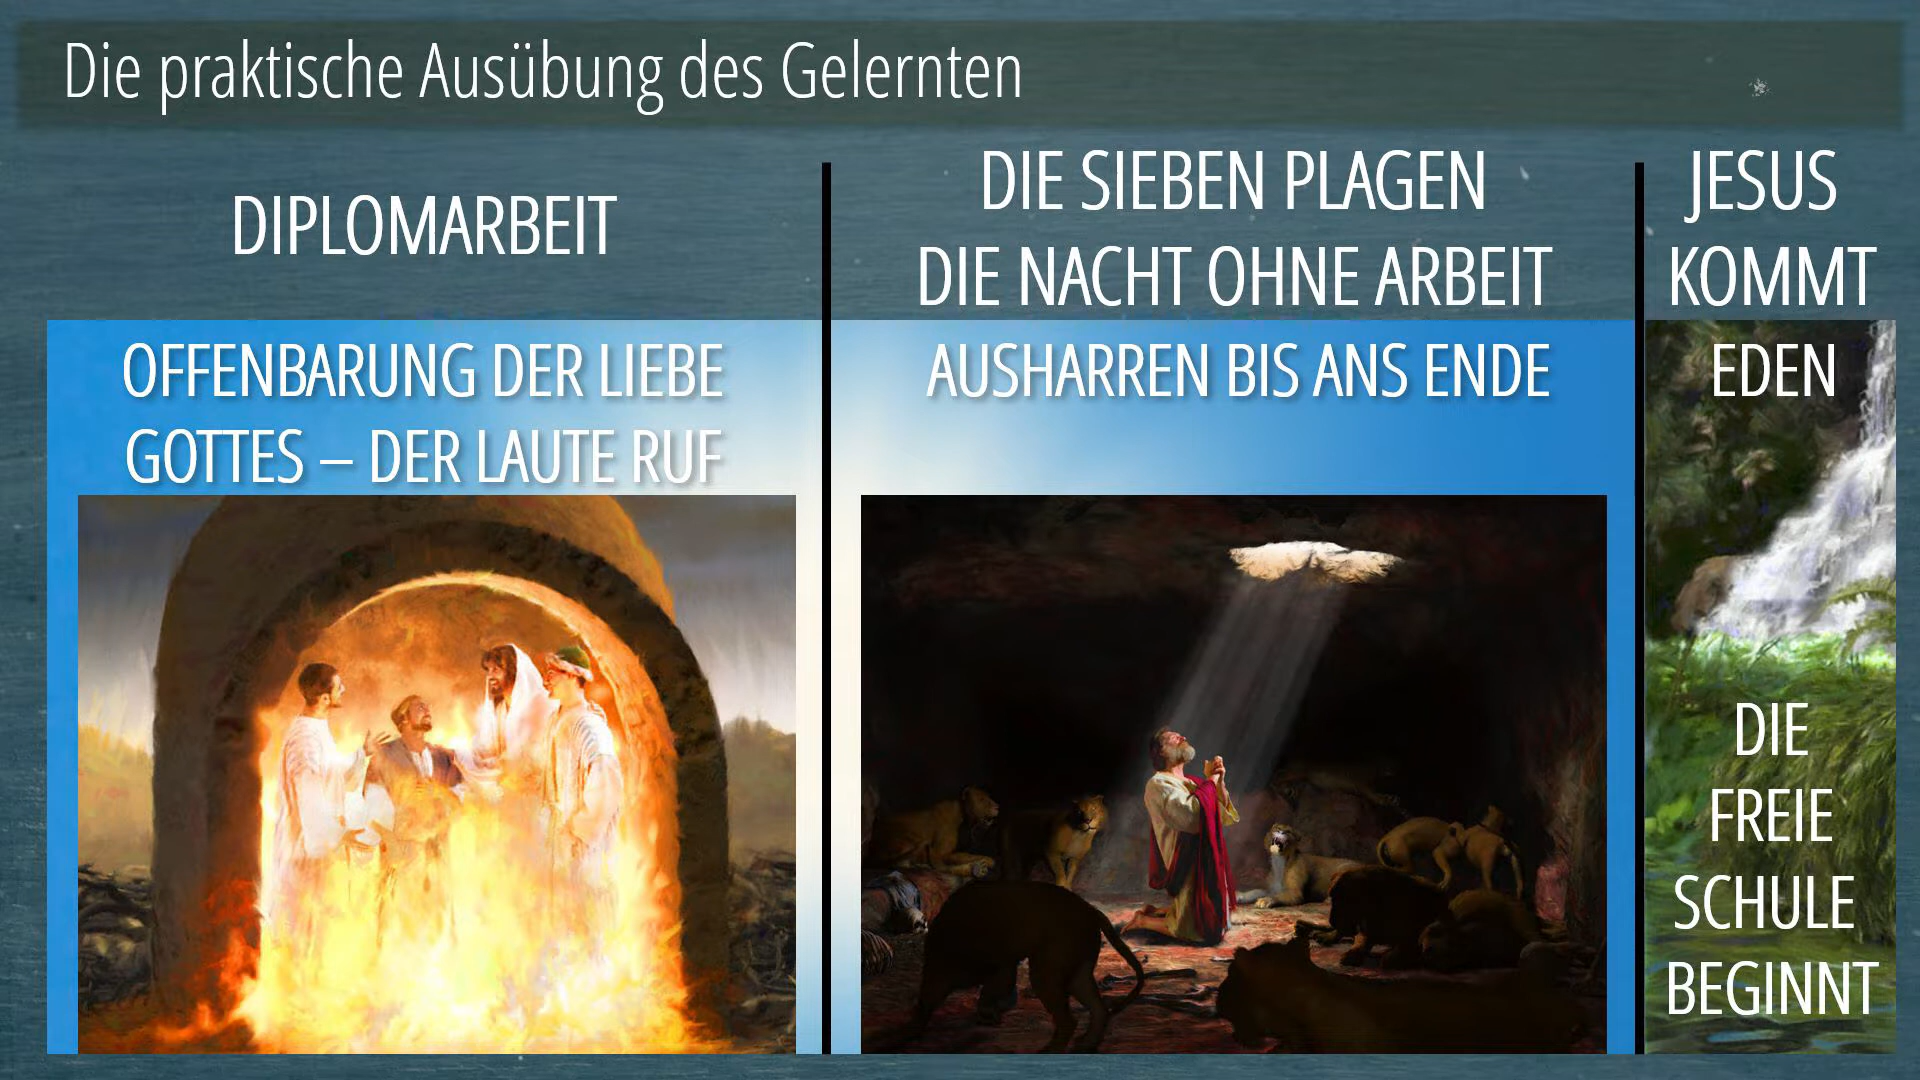 Die praktische Ausübung des Gelernten
DIPLOMARBEIT
OFFENBARUNG DER LIEBE
GOTTES – DER LAUTE RUF
DIE SIEBEN PLAGEN
DIE NACHT OHNE ARBEIT
AUSHARREN BIS ANS ENDE
JESUS
KOMMT
EDEN
DIE
FREIE
SCHULE
BEGINNT